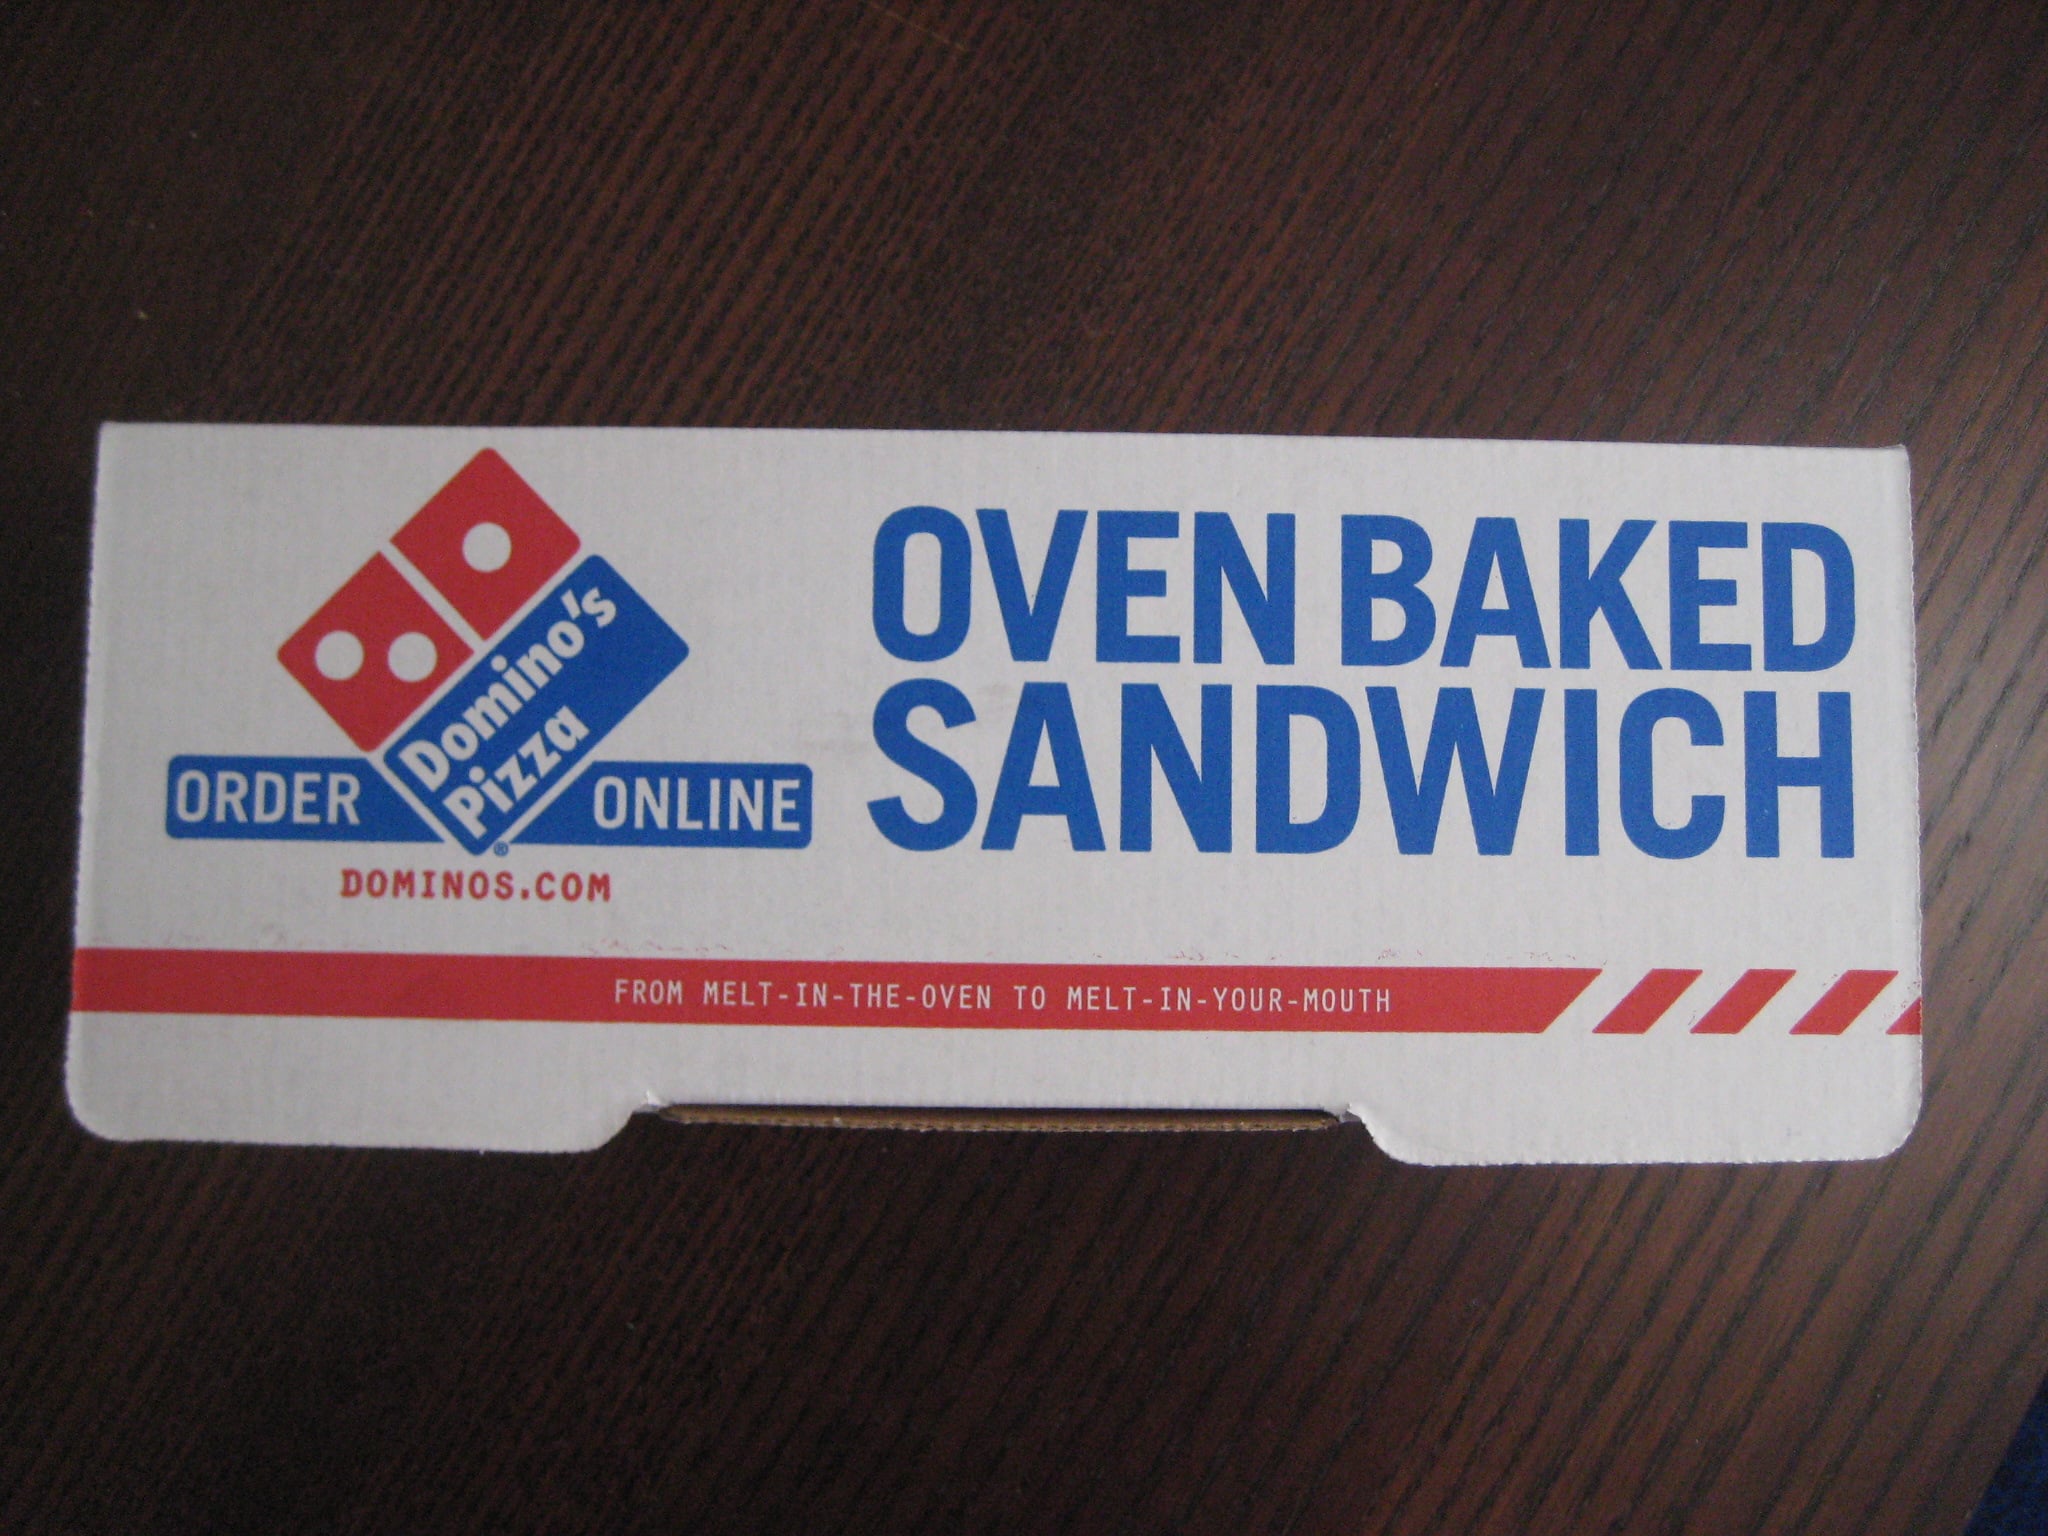 Domino's
Pizza
®
ORDER ONLINE
DOMINOS.COM
OVEN BAKED
SANDWICH
FROM MELT-IN-THE-OVEN TO MELT-IN-YOUR-MOUTH